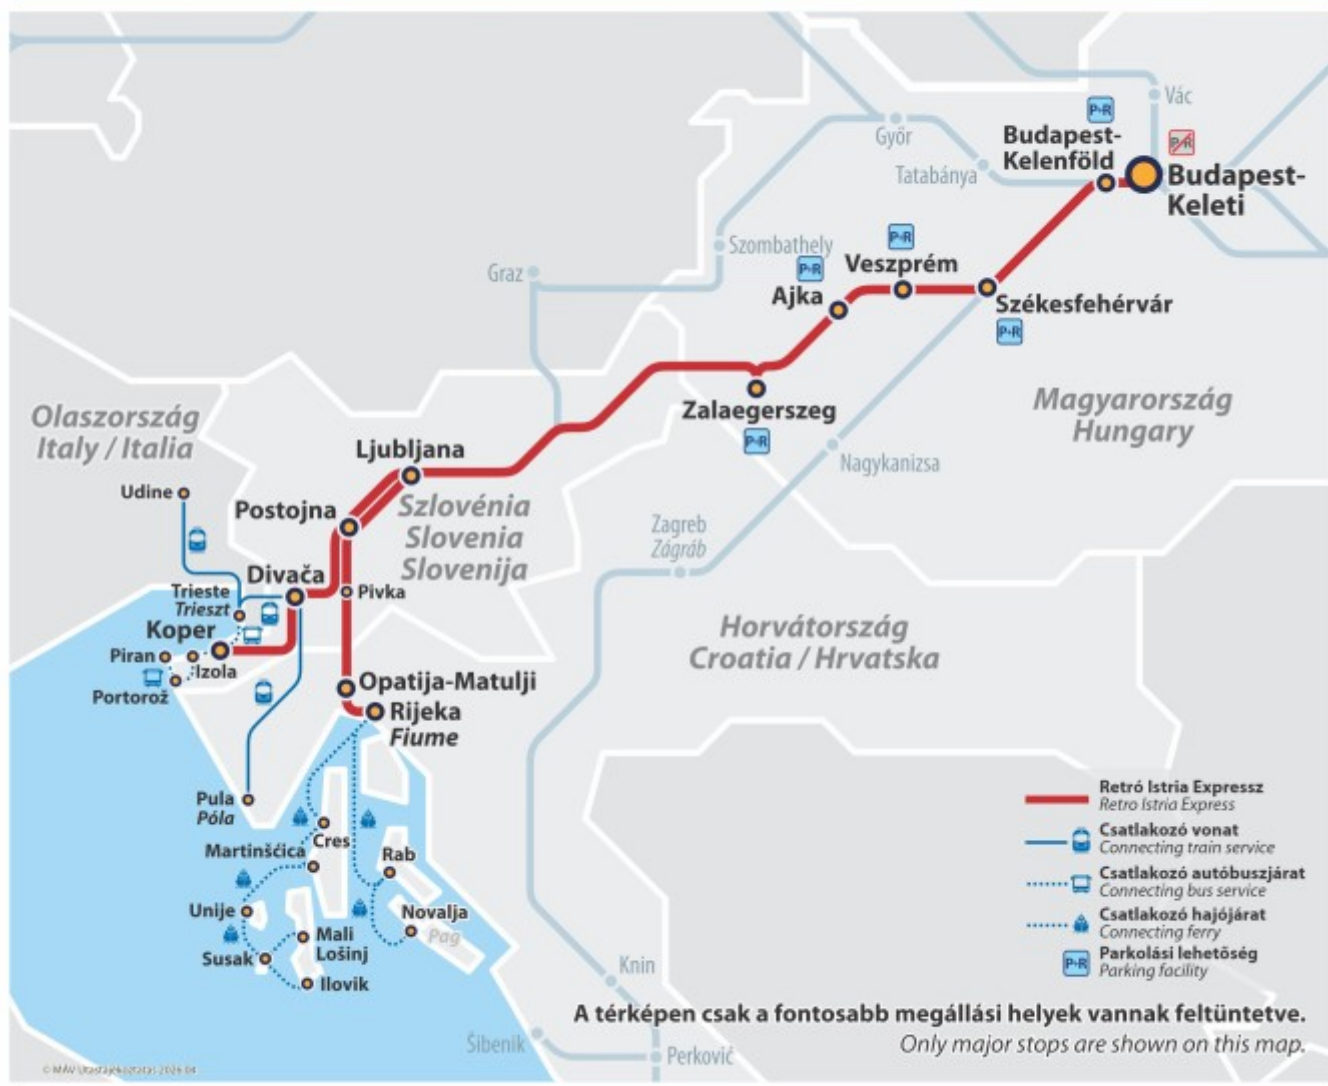 Vác
P+R
Győr
Budapest-
Kelenföld
P+R
Tatabánya
Budapest-
Keleti
P+R
Szombathely
P+R
Veszprém
Graz
P+R
Ajka
Székesfehérvár
P+R
Zalaegerszeg
P+R
Magyarország
Hungary
Olaszország
Italy / Italia
Ljubljana
Nagykanizsa
Udine
Postojna
Szlovénia
Slovenia
Slovenija
Zagreb
Zágráb
Divača
Pivka
Trieste
Trieszt
Koper
Piran
Izola
Portorož
Horvátország
Croatia / Hrvatska
Opatija-Matulji
Rijeka
Fiume
Pula
Póla
Cres
Martinšćica
Rab
Unije
Novalja
Pag
Mali
Lošinj
Susak
Ilovik
Knin
Šibenik
Perković
Retró Istria Expressz
Retro Istria Express
Csatlakozó vonat
Connecting train service
Csatlakozó autóbuszjárat
Connecting bus service
Csatlakozó hajójárat
Connecting ferry
P+R
Parkolási lehetőség
Parking facility
A térképen csak a fontosabb megállási helyek vannak feltüntetve.
Only major stops are shown on this map.
© MÁV Utastájékoztatás 2026.04